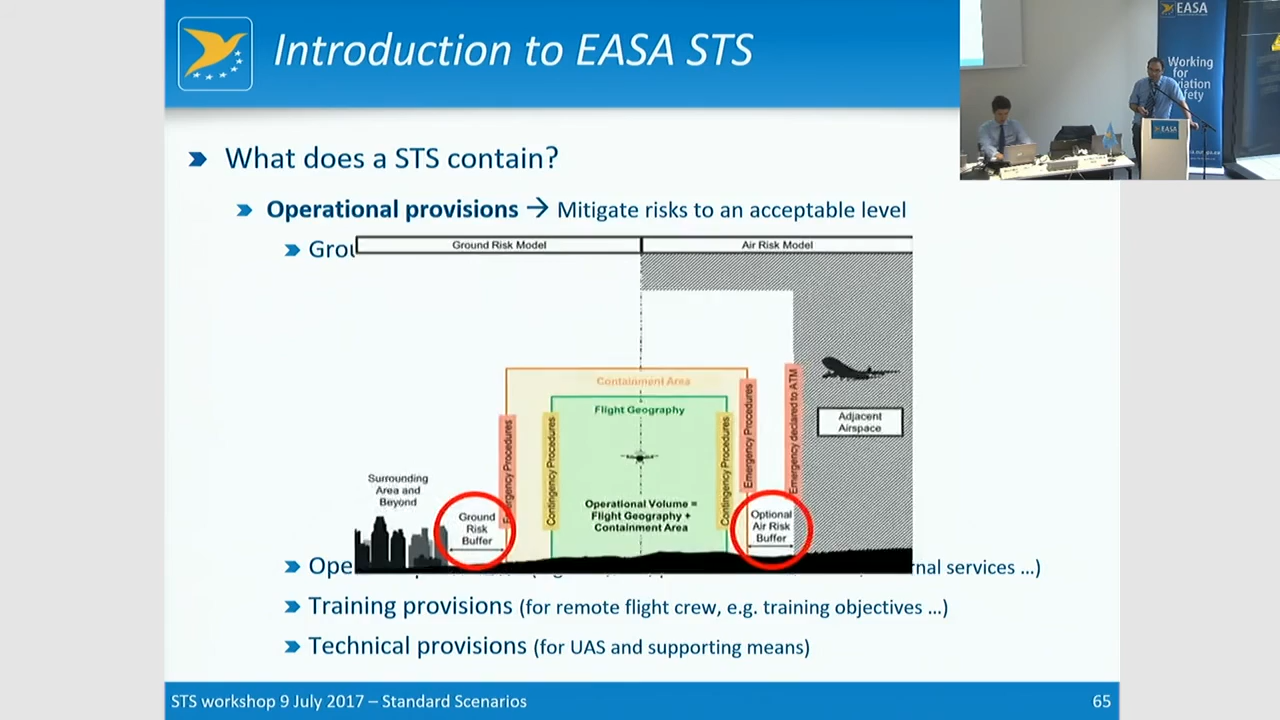 Introduction to EASA STS
EASA
Working
for
viation
fety
EASA
What does a STS contain?
Operational provisions → Mitigate risks to an acceptable level
Grou
Ground Risk Model
Air Risk Model
Containment Area
Flight Geography
Emergency Procedures
Contingency Procedures
Contingency Procedures
Emergency Procedures
Emergency declared to ATM
Adjacent
Airspace
Surrounding
Area and
Beyond
Ground
Risk
Buffer
Operational Volume =
Flight Geography +
Containment Area
Optional
Air Risk
Buffer
Ope
nal services ...)
Training provisions (for remote flight crew, e.g. training objectives ...)
Technical provisions (for UAS and supporting means)
STS workshop 9 July 2017 – Standard Scenarios
65